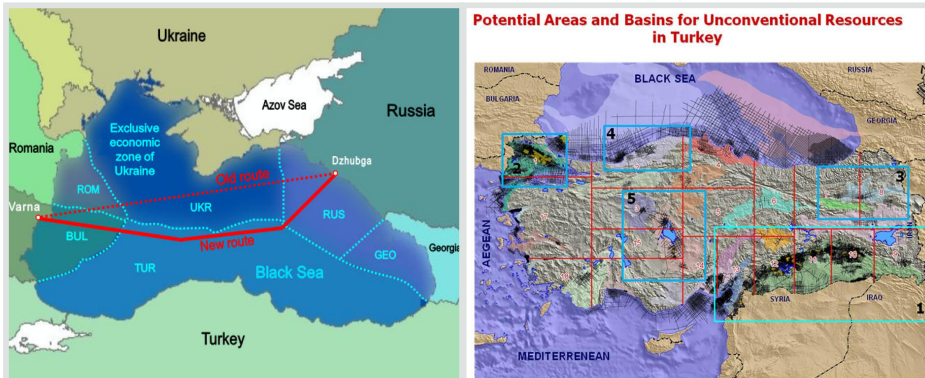 Ukraine
Azov Sea
Russia
Exclusive
economic
zone of
Ukraine
Romania
Dzhubga
Old route
ROM
Varna
UKR
RUS
BUL
New route
GEO
Georgia
TUR
Black Sea
Turkey
Potential Areas and Basins for Unconventional Resources
in Turkey
ROMANIA
BLACK SEA
RUSSIA
BULGARIA
GEORGIA
4
2
3
5
AEGEAN
SYRIA
IRAQ
1
MEDITERRENEAN